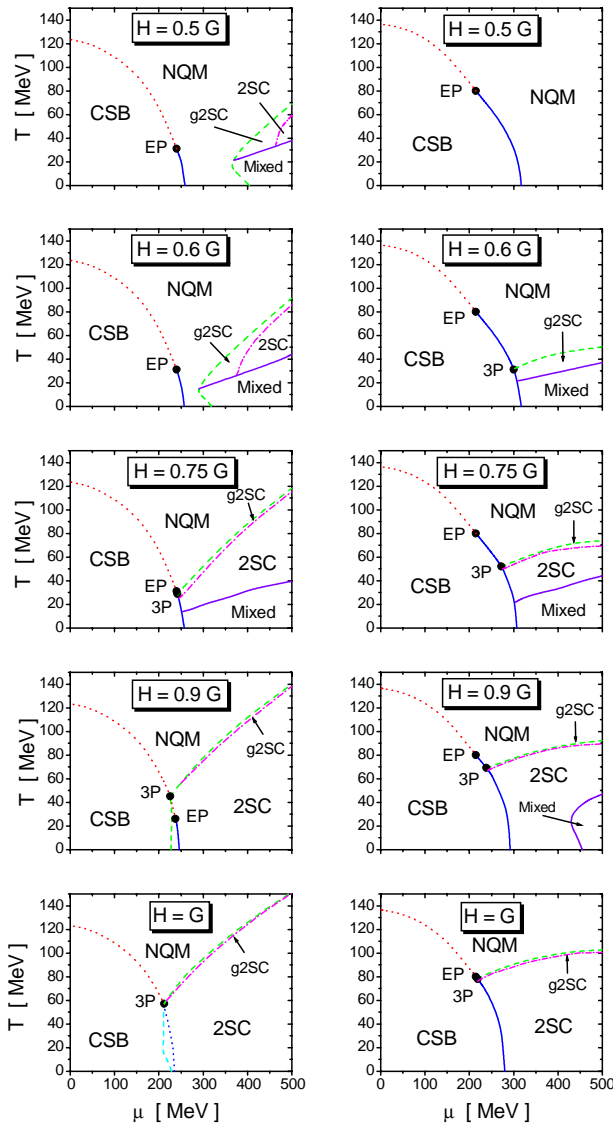 H = 0.5 G
140
120
100
80
60
40
20
0
T [ MeV ]
NQM
CSB
EP
2SC
g2SC
Mixed
H = 0.5 G
140
120
100
80
60
40
20
0
EP
NQM
CSB
H = 0.6 G
140
120
100
80
60
40
20
0
T [ MeV ]
NQM
CSB
EP
g2SC
2SC
Mixed
H = 0.6 G
140
120
100
80
60
40
20
0
NQM
EP
CSB
g2SC
3P
Mixed
H = 0.75 G
140
120
100
80
60
40
20
0
T [ MeV ]
g2SC
NQM
CSB
EP
3P
2SC
Mixed
H = 0.75 G
140
120
100
80
60
40
20
0
NQM
g2SC
EP
3P
2SC
CSB
Mixed
H = 0.9 G
140
120
100
80
60
40
20
0
T [ MeV ]
NQM
g2SC
3P
EP
CSB
2SC
H = 0.9 G
140
120
100
80
60
40
20
0
NQM
g2SC
EP
3P
2SC
CSB
Mixed
H = G
140
120
100
80
60
40
20
0
T [ MeV ]
NQM
g2SC
3P
CSB
2SC
0 100 200 300 400 500
μ [ MeV ]
H = G
140
120
100
80
60
40
20
0
NQM
EP
3P
g2SC
CSB
2SC
0 100 200 300 400 500
μ [ MeV ]